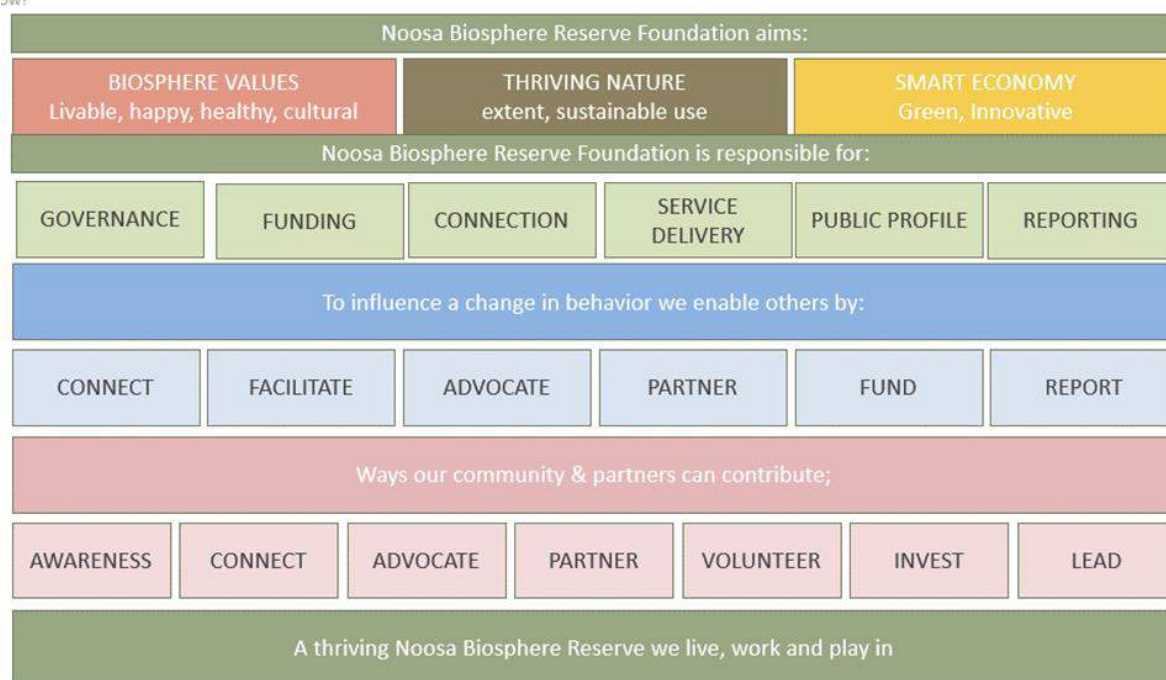 Noosa Biosphere Reserve Foundation aims:
BIOSPHERE VALUES
Livable, happy, healthy, cultural
THRIVING NATURE
extent, sustainable use
SMART ECONOMY
Green, Innovative
Noosa Biosphere Reserve Foundation is responsible for:
GOVERNANCE
FUNDING
CONNECTION
SERVICE
DELIVERY
PUBLIC PROFILE
REPORTING
To influence a change in behavior we enable others by:
CONNECT
FACILITATE
ADVOCATE
PARTNER
FUND
REPORT
Ways our community & partners can contribute;
AWARENESS
CONNECT
ADVOCATE
PARTNER
VOLUNTEER
INVEST
LEAD
A thriving Noosa Biosphere Reserve we live, work and play in